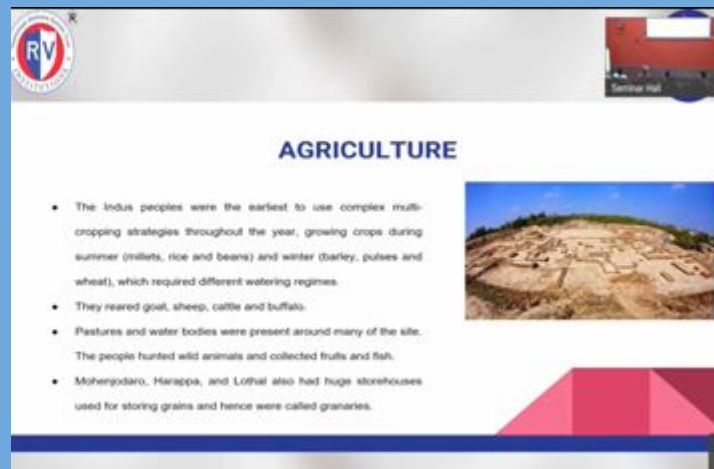 R
RV
INSTITUTIONS
Seminar Hall
AGRICULTURE
• The Indus peoples were the earliest to use complex multi-
cropping strategies throughout the year, growing crops during
summer (millets, rice and beans) and winter (barley, pulses and
wheat), which required different watering regimes.
• They reared goat, sheep, cattle and buffalo.
• Pastures and water bodies were present around many of the site.
The people hunted wild animals and collected fruits and fish.
• Mohenjodaro, Harappa, and Lothal also had huge storehouses
used for storing grains and hence were called granaries.